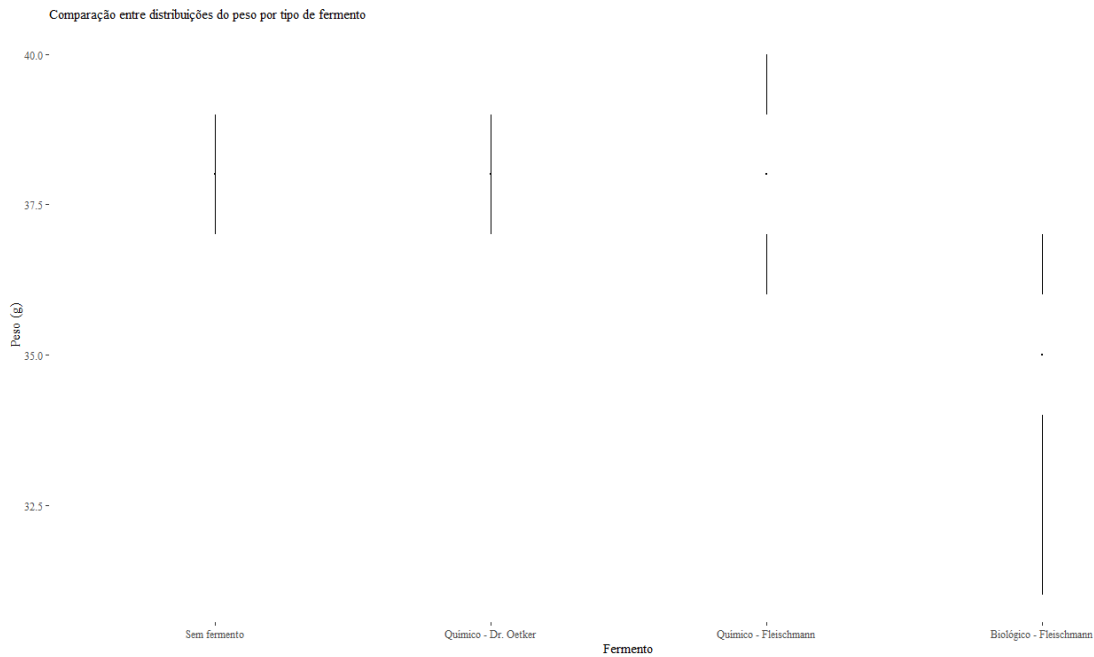 Comparação entre distribuições do peso por tipo de fermento
40.0
37.5
35.0
32.5
Peso (g)
Sem fermento
Químico - Dr. Oetker
Químico - Fleischmann
Biológico - Fleischmann
Fermento